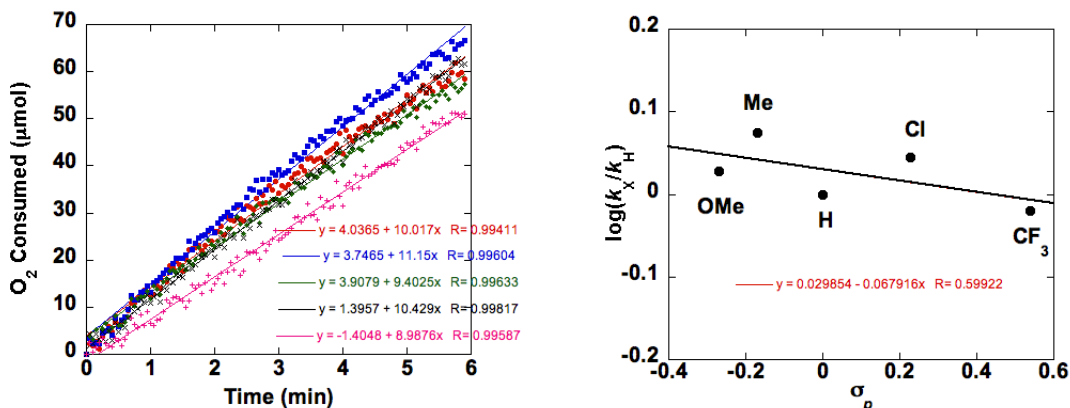 70
60
50
40
30
20
10
0
O2 Consumed (μmol)
y = 4.0365 + 10.017x R= 0.99411
y = 3.7465 + 11.15x R= 0.99604
y = 3.9079 + 9.4025x R= 0.99633
y = 1.3957 + 10.429x R= 0.99817
y = -1.4048 + 8.9876x R= 0.99587
0 1 2 3 4 5 6
Time (min)
0.2
0.1
0
-0.1
-0.2
log(kX/kH)
Me
Cl
OMe
H
CF3
y = 0.029854 - 0.067916x R= 0.59922
-0.4 -0.2 0 0.2 0.4 0.6
σp